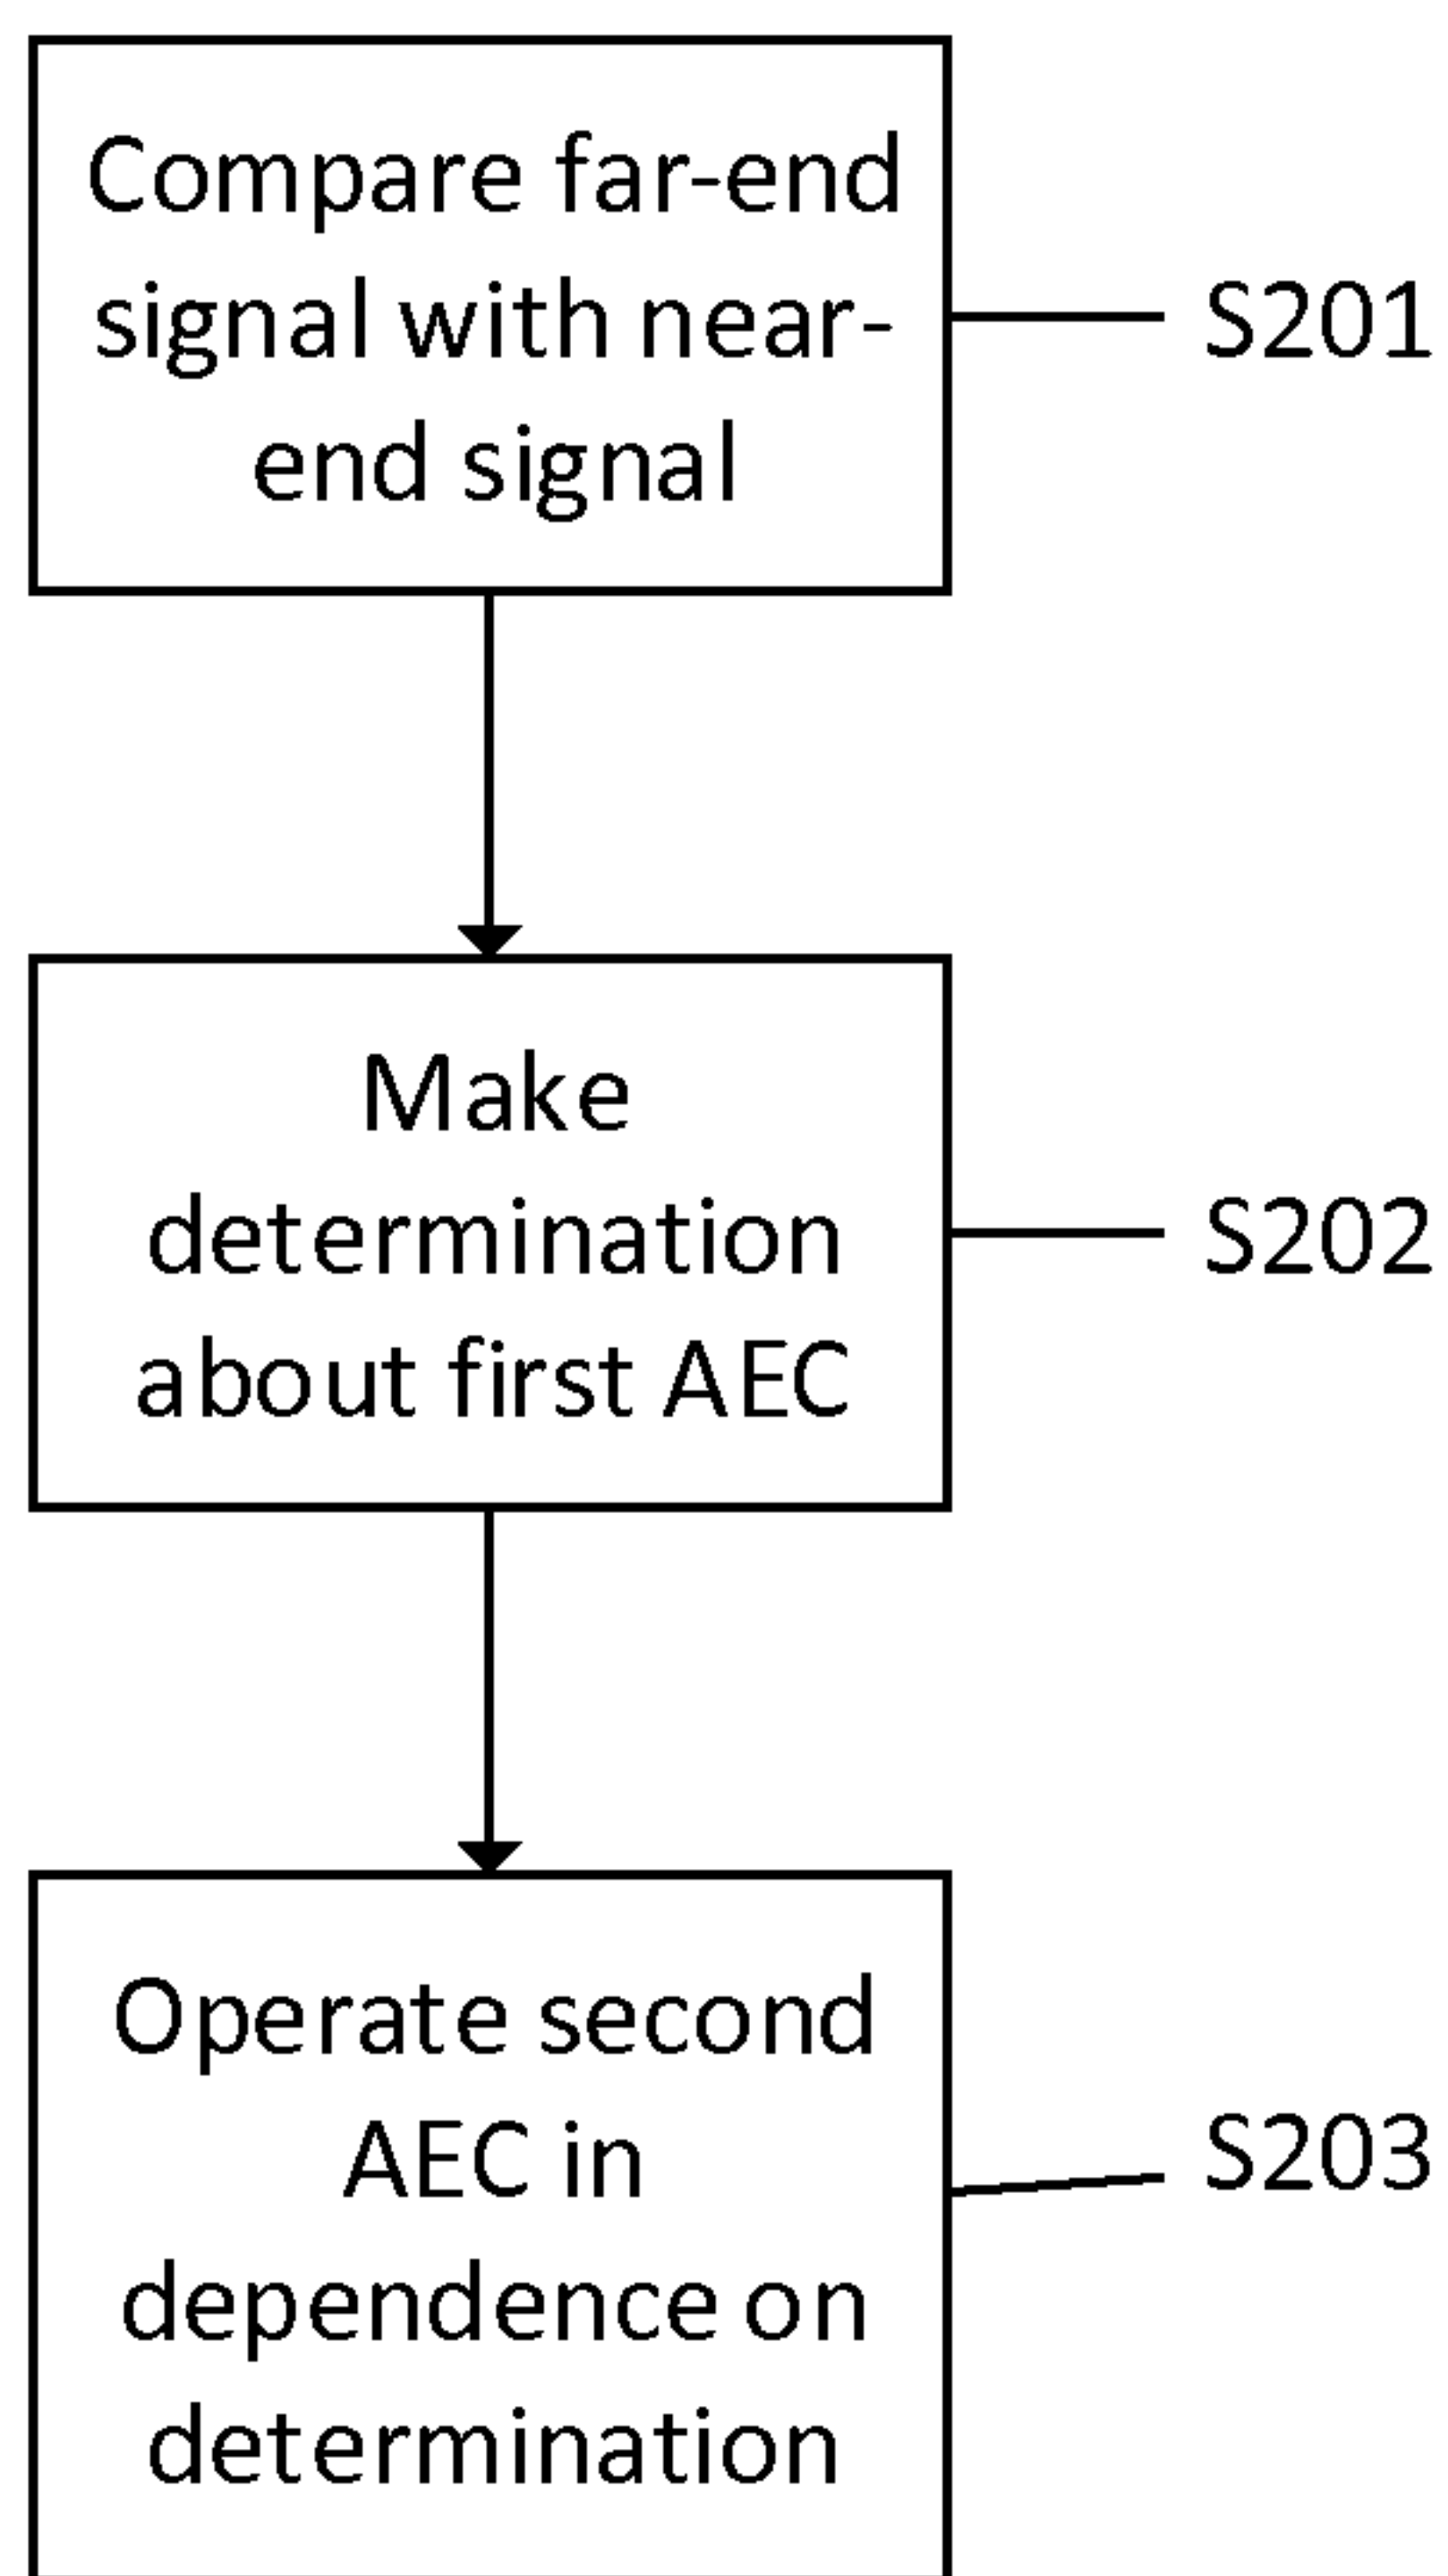 Compare far-end
signal with near-
end signal
S201
Make
determination
about first AEC
S202
Operate second
AEC in
dependence on
determination
S203